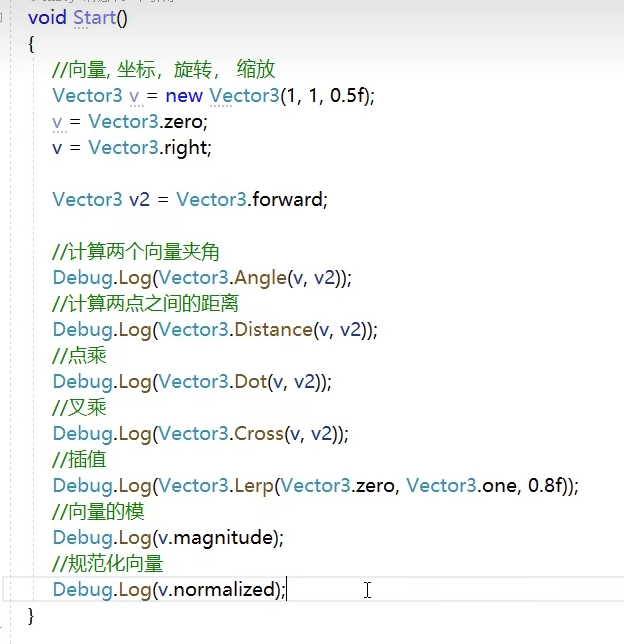 void Start()
{
//向量, 坐标，旋转， 缩放
Vector3 v = new Vector3(1, 1, 0.5f);
v = Vector3.zero;
v = Vector3.right;
Vector3 v2 = Vector3.forward;
//计算两个向量夹角
Debug.Log(Vector3.Angle(v, v2));
//计算两点之间的距离
Debug.Log(Vector3.Distance(v, v2));
//点乘
Debug.Log(Vector3.Dot(v, v2));
//叉乘
Debug.Log(Vector3.Cross(v, v2));
//插值
Debug.Log(Vector3.Lerp(Vector3.zero, Vector3.one, 0.8f));
//向量的模
Debug.Log(v.magnitude);
//规范化向量
Debug.Log(v.normalized);
}